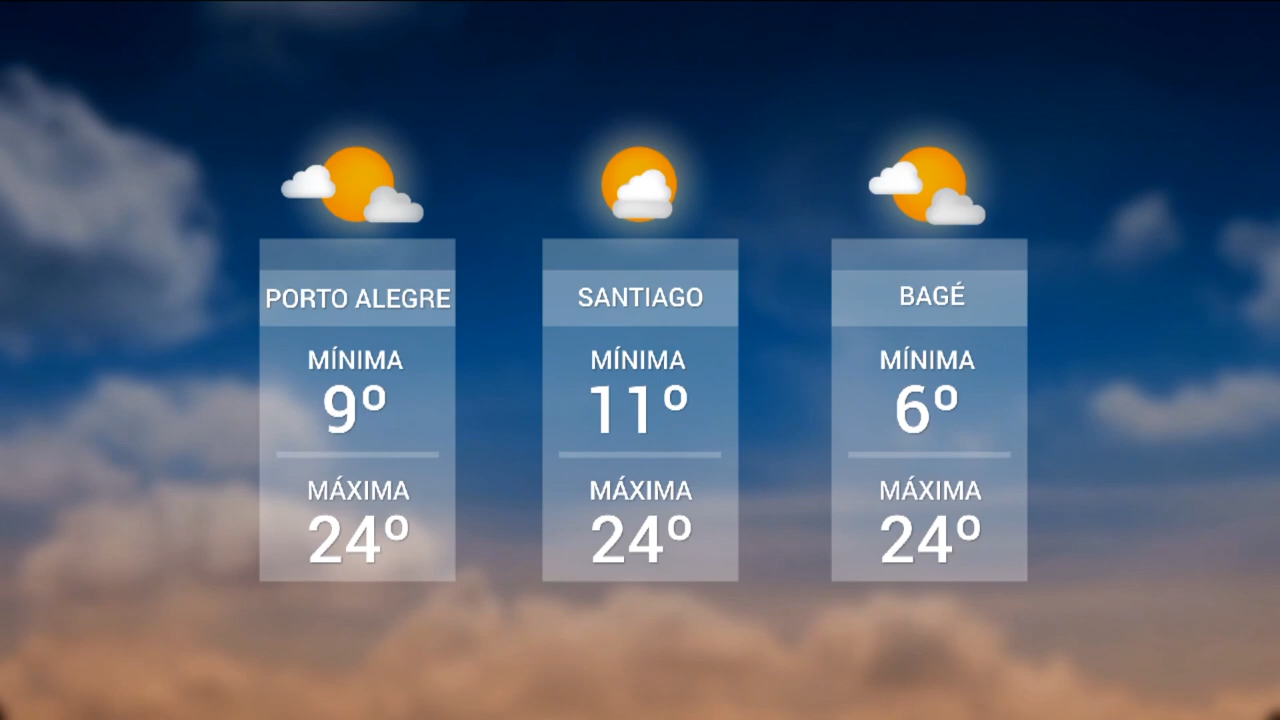 PORTO ALEGRE
MÍNIMA
9º
MÁXIMA
24º
SANTIAGO
MÍNIMA
11º
MÁXIMA
24º
BAGÉ
MÍNIMA
6º
MÁXIMA
24º